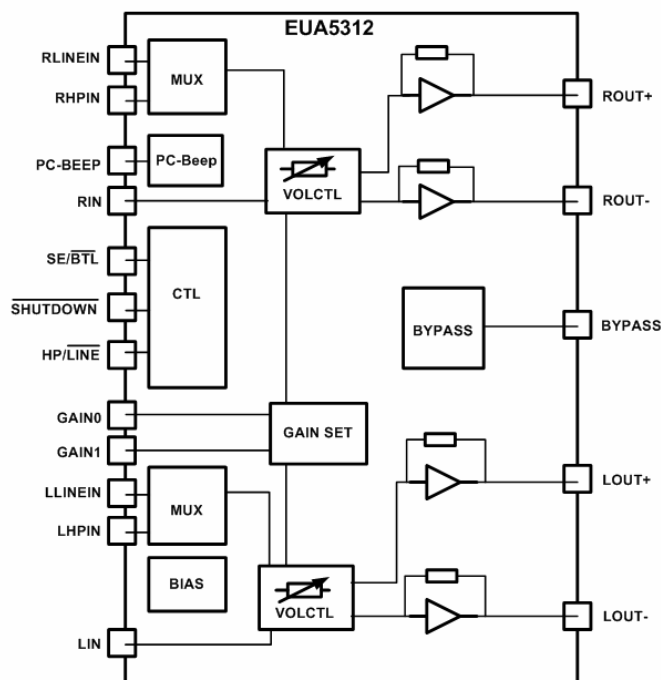 EUA5312
RLINEIN
MUX
RHPIN
ROUT+
PC-BEEP
PC-Beep
RIN
VOLCTL
ROUT-
SE/BTL
SHUTDOWN
CTL
HP/LINE
BYPASS
BYPASS
GAIN0
GAIN SET
GAIN1
LLINEIN
MUX
LHPIN
LOUT+
BIAS
VOLCTL
LOUT-
LIN